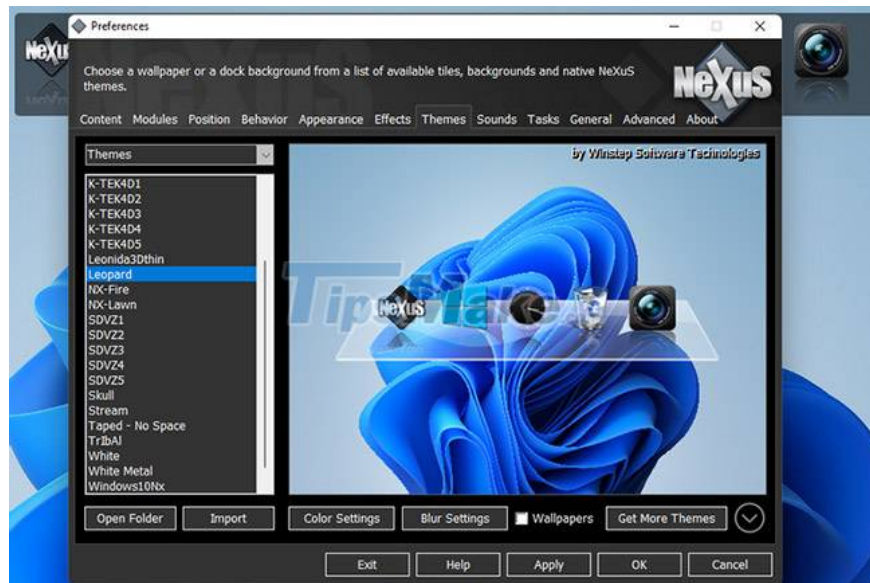 Preferences
NeXuS
Choose a wallpaper or a dock background from a list of available tiles, backgrounds and native NeXuS
themes.
NeXuS
Content Modules Position Behavior Appearance Effects Themes Sounds Tasks General Advanced About
Themes
by Winstep Software Technologies
K-TEK4D1
K-TEK4D2
K-TEK4D3
K-TEK4D4
K-TEK4D5
Leonida3Dthin
Leopard
NX-Fire
NX-Lawn
SDVZ1
SDVZ2
SDVZ3
SDVZ4
SDVZ5
Skull
Stream
Taped - No Space
TrIbAl
White
White Metal
Windows10Nx
TipsMake
NeXuS
Open Folder Import Color Settings Blur Settings Wallpapers Get More Themes
Exit Help Apply OK Cancel